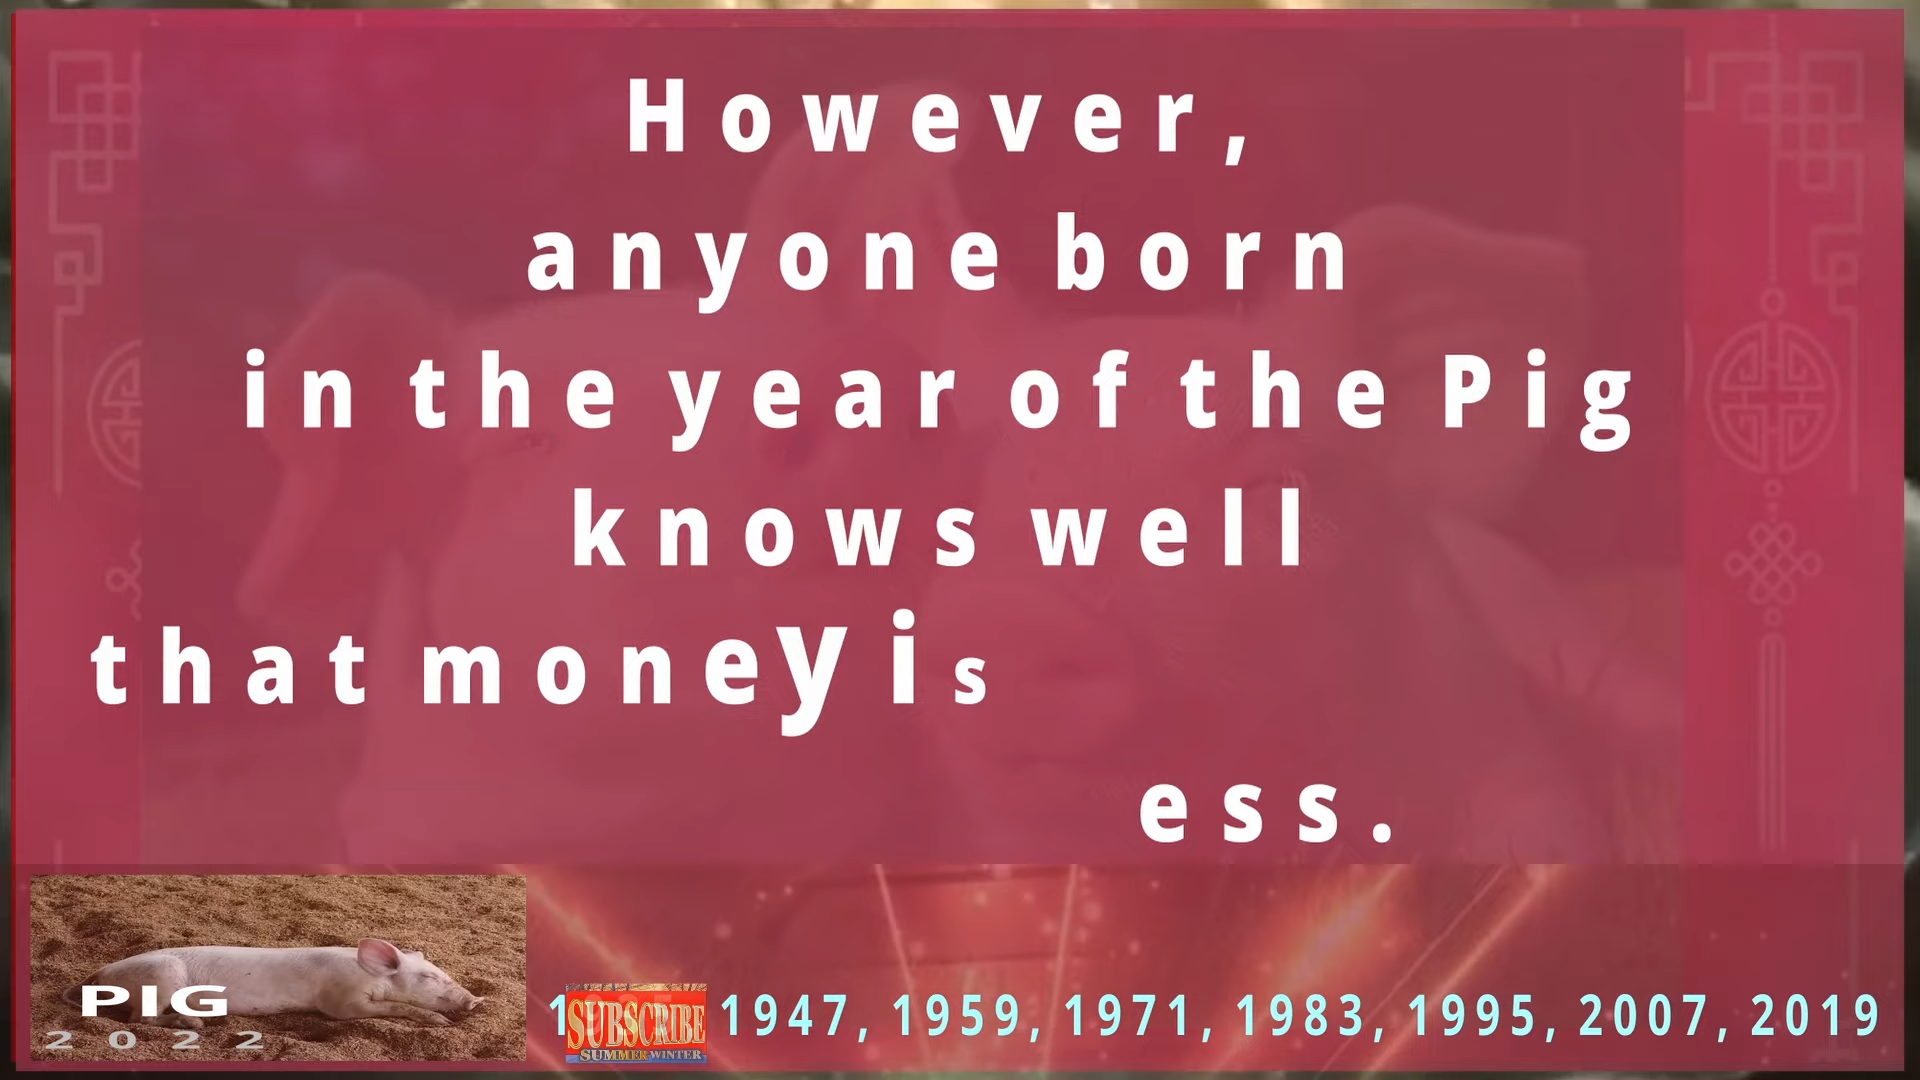 However,
anyone born
in the year of the Pig
knows well
that money is
ess.
PIG
2022
SUBSCRIBE
SUMMER WINTER
1947, 1959, 1971, 1983, 1995, 2007, 2019